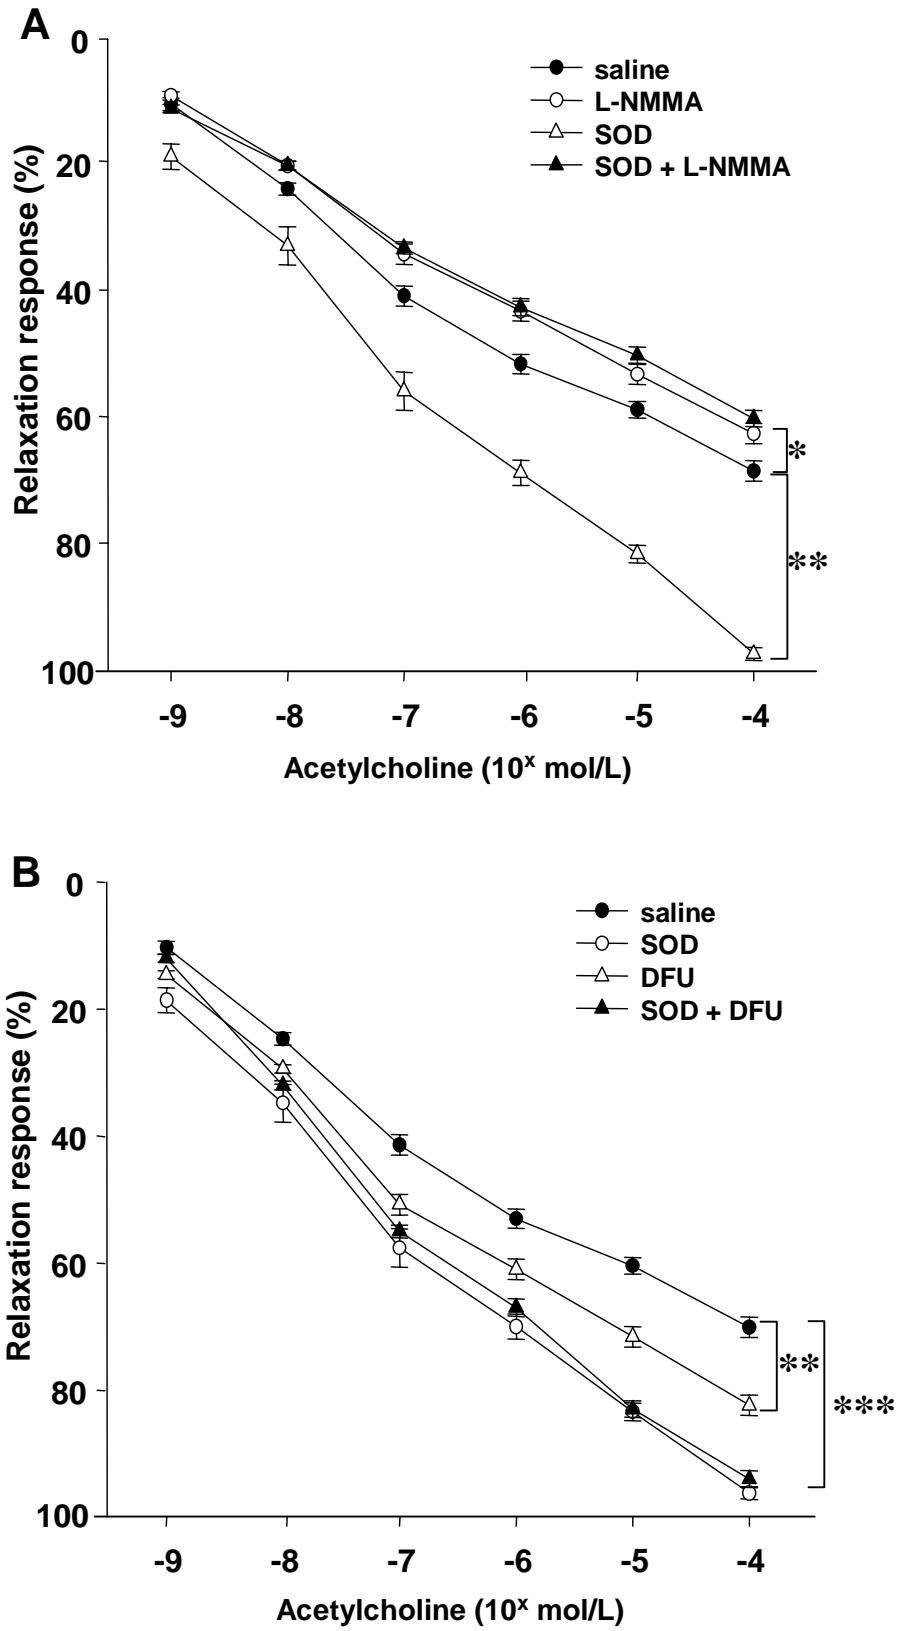 A
0
20
40
60
80
100
Relaxation response (%)
saline
L-NMMA
SOD
SOD + L-NMMA
*
**
-9 -8 -7 -6 -5 -4
Acetylcholine (10ˣ mol/L)
B
0
20
40
60
80
100
Relaxation response (%)
saline
SOD
DFU
SOD + DFU
**
***
-9 -8 -7 -6 -5 -4
Acetylcholine (10ˣ mol/L)